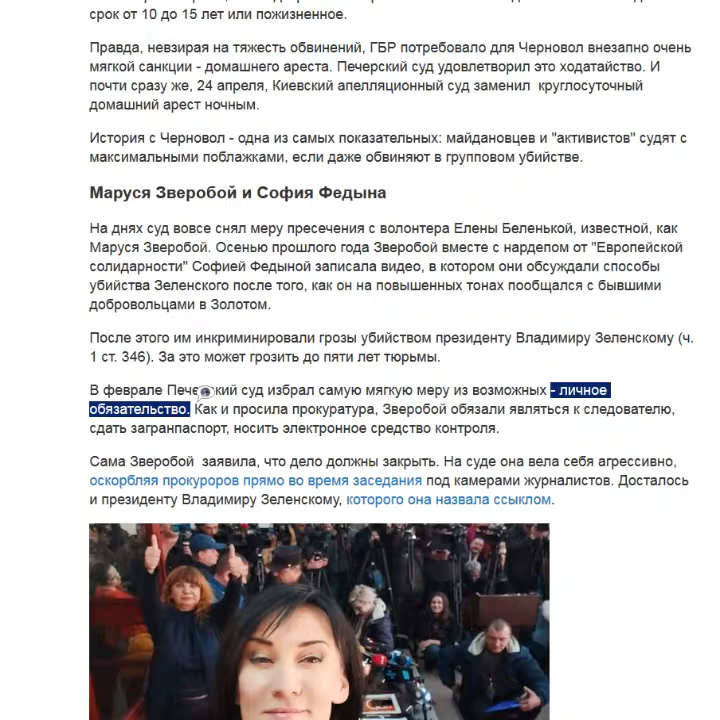 срок от 10 до 15 лет или пожизненное.
Правда, невзирая на тяжесть обвинений, ГБР потребовало для Черновол внезапно очень
мягкой санкции - домашнего ареста. Печерский суд удовлетворил это ходатайство. И
почти сразу же, 24 апреля, Киевский апелляционный суд заменил круглосуточный
домашний арест ночным.
История с Черновол - одна из самых показательных: майдановцев и "активистов" судят с
максимальными поблажками, если даже обвиняют в групповом убийстве.
Маруся Зверобой и София Федына
На днях суд вовсе снял меру пресечения с волонтера Елены Беленькой, известной, как
Маруся Зверобой. Осенью прошлого года Зверобой вместе с нардепом от "Европейской
солидарности" Софией Федыной записала видео, в котором они обсуждали способы
убийства Зеленского после того, как он на повышенных тонах пообщался с бывшими
добровольцами в Золотом.
После этого им инкриминировали грозы убийством президенту Владимиру Зеленскому (ч.
1 ст. 346). За это может грозить до пяти лет тюрьмы.
В феврале Печерский суд избрал самую мягкую меру из возможных - личное
обязательство. Как и просила прокуратура, Зверобой обязали являться к следователю,
сдать загранпаспорт, носить электронное средство контроля.
Сама Зверобой заявила, что дело должны закрыть. На суде она вела себя агрессивно,
оскорбляя прокуроров прямо во время заседания под камерами журналистов. Досталось
и президенту Владимиру Зеленскому, которого она назвала ссыклом.